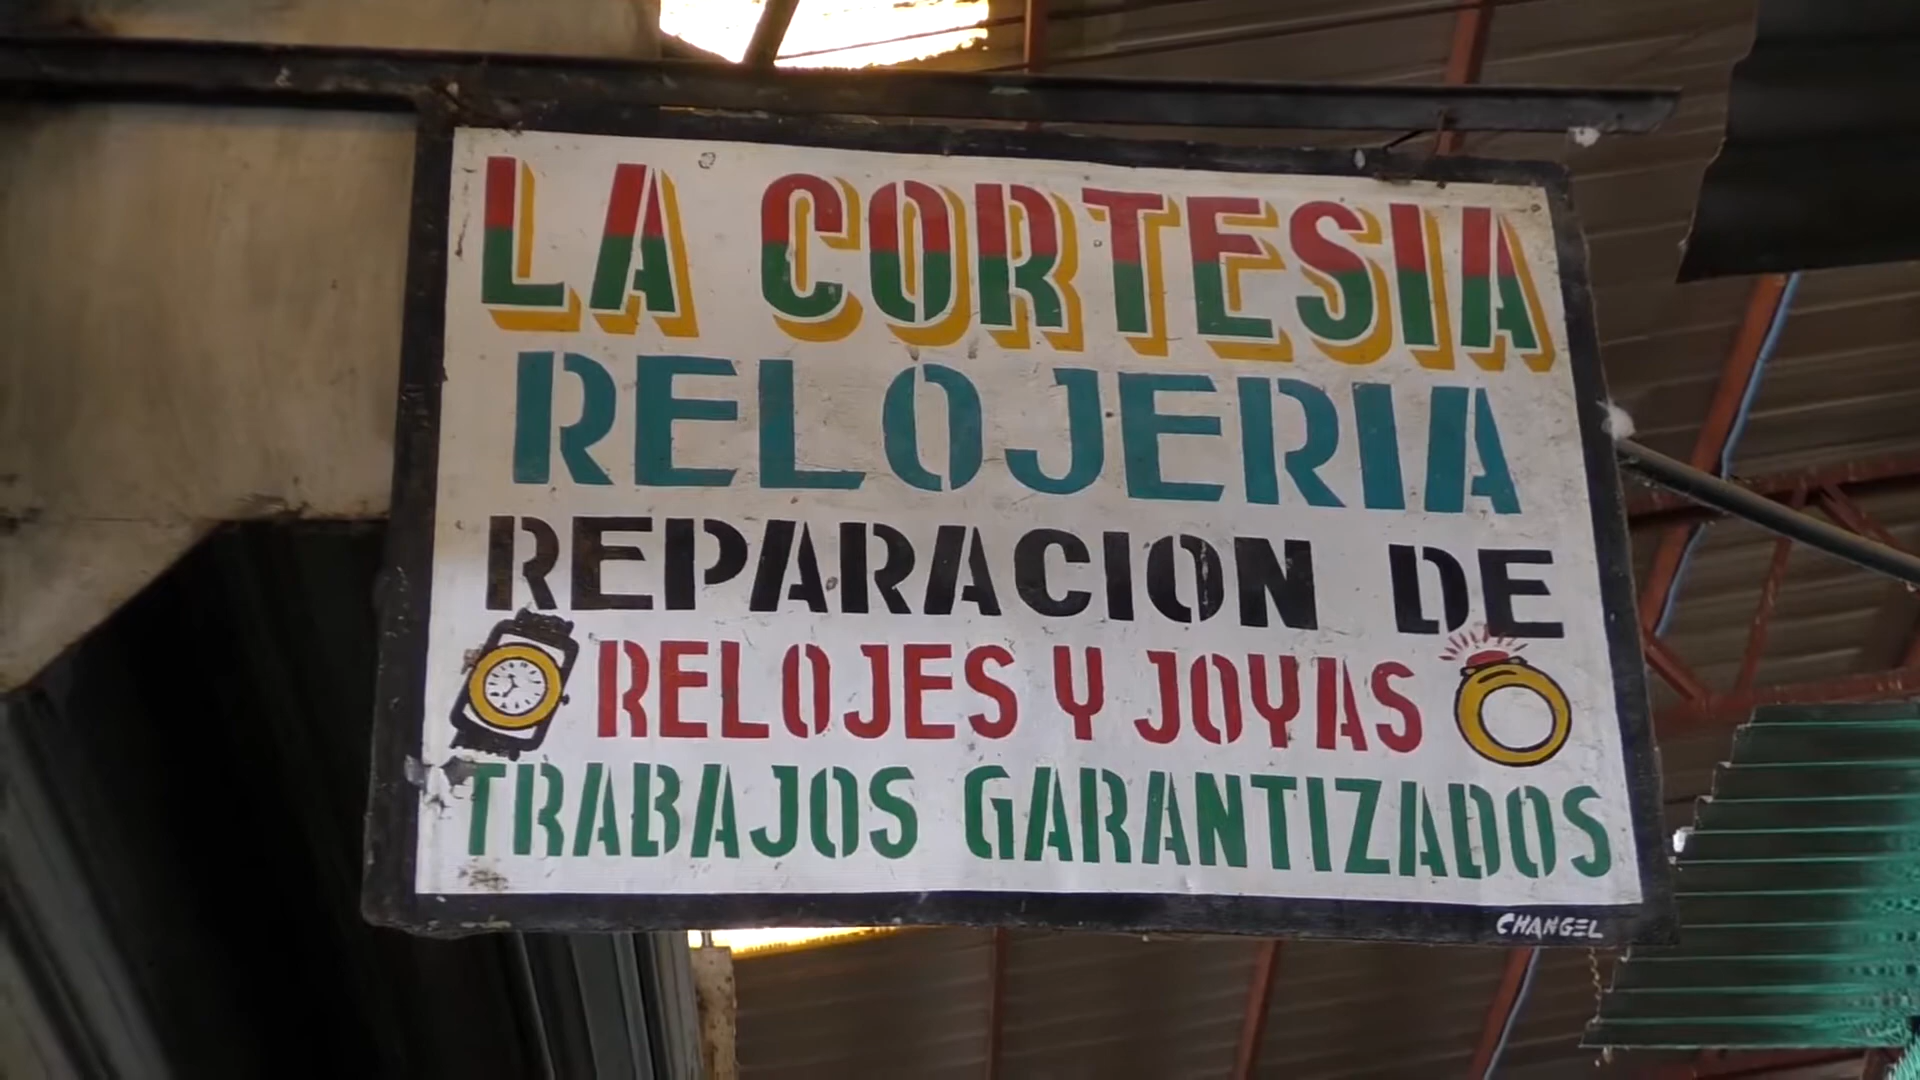 LA CORTESIA
RELOJERIA
REPARACION DE
RELOJES Y JOYAS
TRABAJOS GARANTIZADOS
CHANGEL